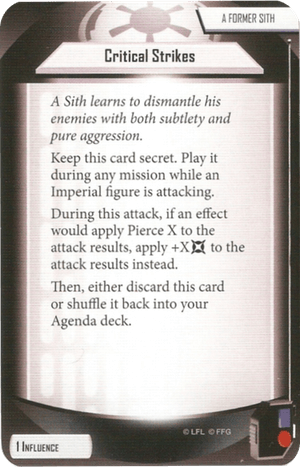 A FORMER SITH
Critical Strikes
A Sith learns to dismantle his
enemies with both subtlety and
pure aggression.
Keep this card secret. Play it
during any mission while an
Imperial figure is attacking.
During this attack, if an effect
would apply Pierce X to the
attack results, apply +X to the
attack results instead.
Then, either discard this card
or shuffle it back into your
Agenda deck.
© LFL © FFG
1 INFLUENCE